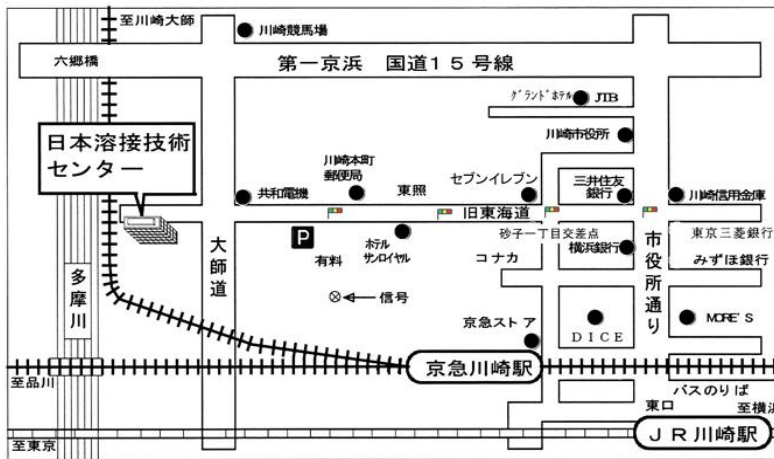 至川崎大師
川崎競馬場
六郷橋
第一京浜 国道15号線
グランドホテル
JTB
日本溶接技術
センター
川崎市役所
川崎本町
郵便局
セブンイレブン
三井住友
銀行
共和電機
東照
川崎信用金庫
旧東海道
大師道
P
有料
ホテル
サンロイヤル
砂子一丁目交差点
コナカ
横浜銀行
市役所通り
東京三菱銀行
みずほ銀行
多摩川
信号
京急ストア
DICE
MORE'S
京急川崎駅
至品川
バスのりば
東口
至横浜
至東京
JR川崎駅